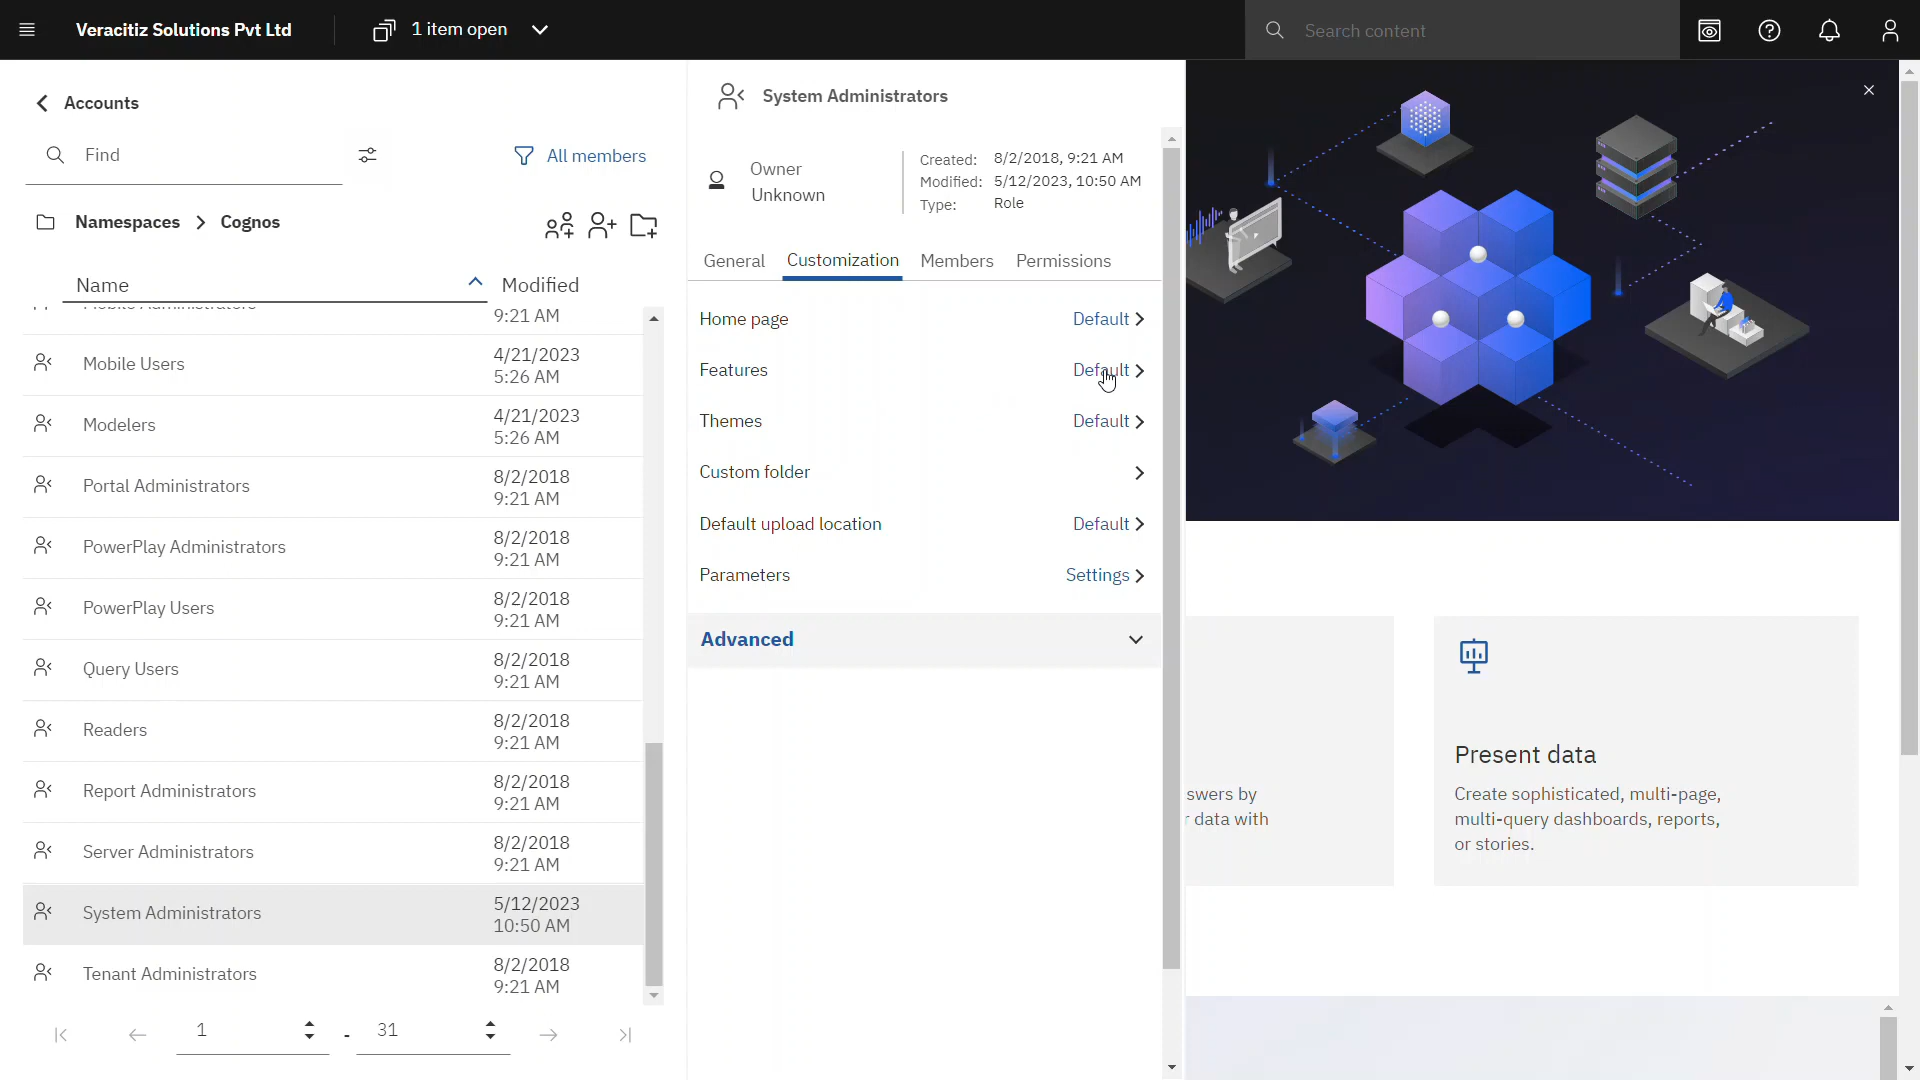 Veracitiz Solutions Pvt Ltd
1 item open
Search content
Accounts
Find
All members
Namespaces > Cognos
Name
Modified
9:21 AM
Mobile Users
4/21/2023
5:26 AM
Modelers
4/21/2023
5:26 AM
Portal Administrators
8/2/2018
9:21 AM
PowerPlay Administrators
8/2/2018
9:21 AM
PowerPlay Users
8/2/2018
9:21 AM
Query Users
8/2/2018
9:21 AM
Readers
8/2/2018
9:21 AM
Report Administrators
8/2/2018
9:21 AM
Server Administrators
8/2/2018
9:21 AM
System Administrators
5/12/2023
10:50 AM
Tenant Administrators
8/2/2018
9:21 AM
1 - 31
System Administrators
Owner
Unknown
Created: 8/2/2018, 9:21 AM
Modified: 5/12/2023, 10:50 AM
Type: Role
General Customization Members Permissions
Home page Default
Features Default
Themes Default
Custom folder
Default upload location Default
Parameters Settings
Advanced
swers by
r data with
Present data
Create sophisticated, multi-page,
multi-query dashboards, reports,
or stories.